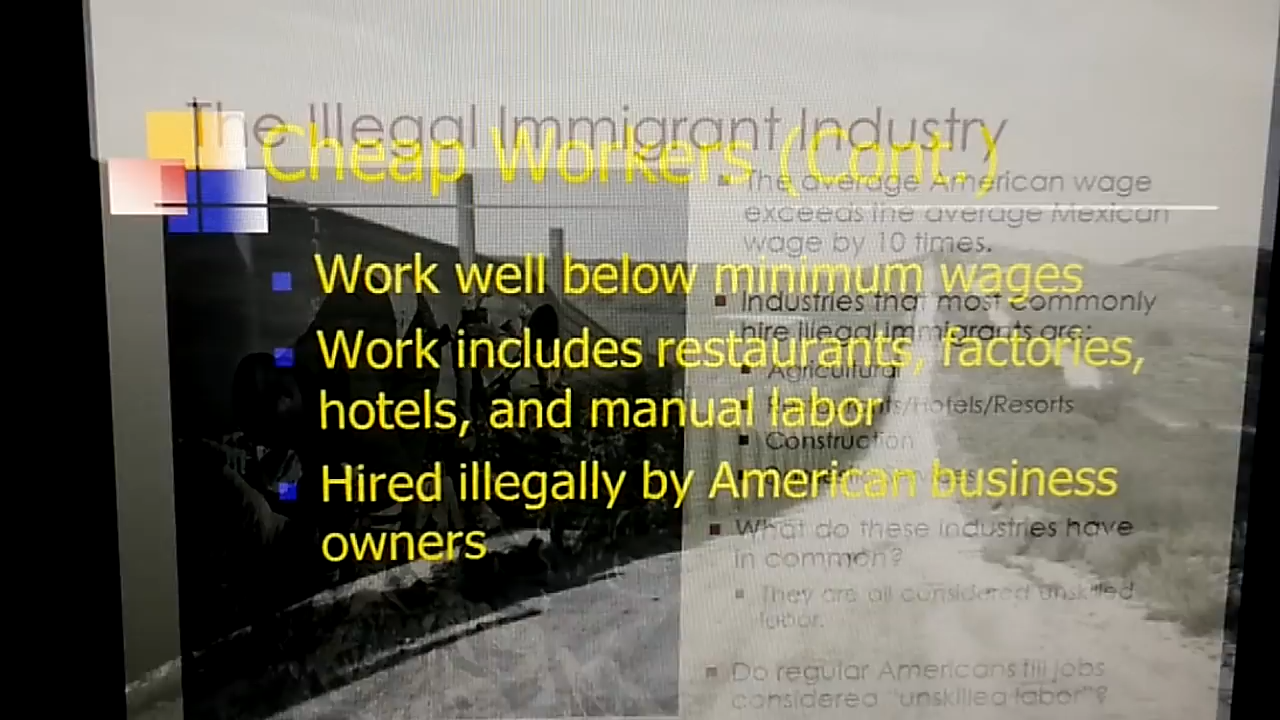 The Illegal Immigrant Industry
Cheap Workers (Cont.)
Work well below minimum wages
Work includes restaurants, factories,
hotels, and manual labor
Hired illegally by American business
owners
The average American wage
exceeds the average Mexican
wage by 10 times.
Industries that most commonly
hire illegal immigrants are:
Agricultural
/Hotels/Resorts
Construction
What do these industries have
in common?
They are all considered unskilled
labor.
Do regular Americans fill jobs
considered "unskilled labor"?